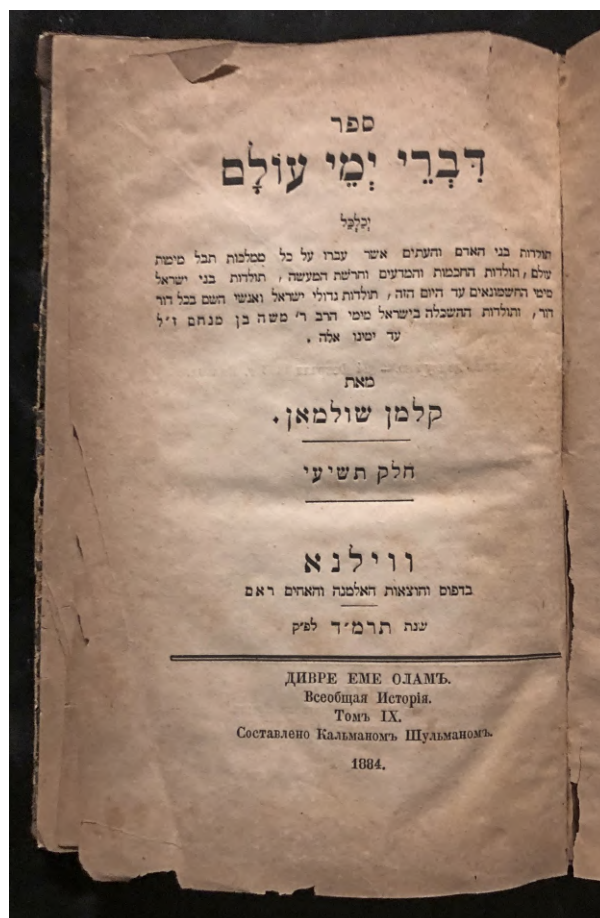 ספר
דִּבְרֵי יְמֵי עוֹלָם
יְכַלְכֵּל
תולדות בני האדם והעתים אשר עברו על כל ממלכות תבל מימות
עולם, תולדות החכמות והמדעים וחרשת המעשה, תולדות בני ישראל
מימי החשמונאים עד היום הזה, תולדות גדולי ישראל ואנשי השם בכל דור
ודור, ותולדות ההשכלה בישראל מימי הרב ר׳ משה בן מנחם ז״ל
עד ימינו אלה.
מאת
קלמן שולמאן.
חלק תשיעי
ווילנא
בדפוס והוצאות האלמנה והאחים ראם
שנת תרמ״ד לפ״ק
ДИВРЕ ЕМЕ ОЛАМЪ.
Всеобщая Исторія.
Томъ IX.
Составлено Кальманомъ Шульманомъ.
1884.